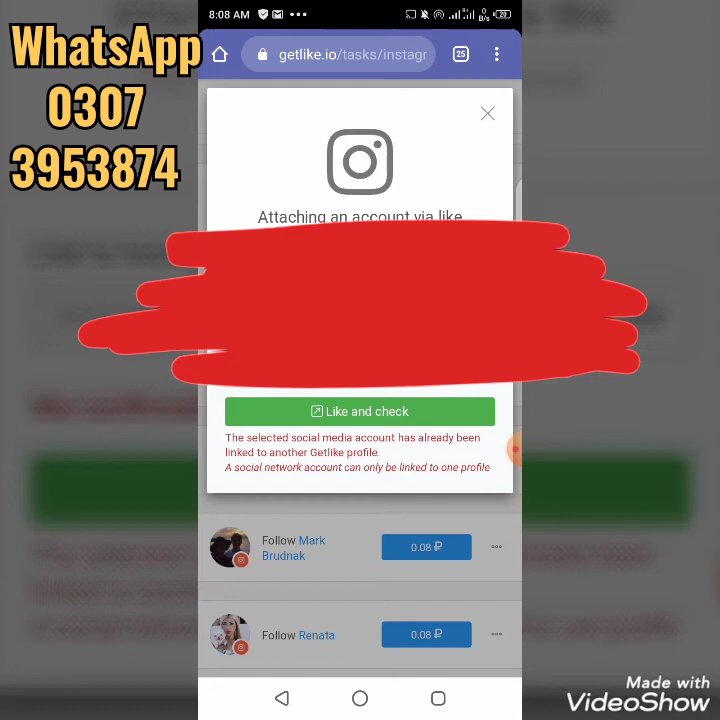 WhatsApp
0307
3953874
8:08 AM
0
B/s
20
getlike.io/tasks/instagr
25
Attaching an account via like
Like and check
The selected social media account has already been
linked to another Getlike profile.
A social network account can only be linked to one profile
Follow Mark
Brudnak
0.08 ₽
Follow Renata
0.08 ₽
Made with
VideoShow